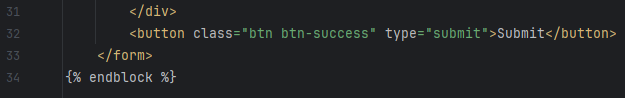 31 </div>
32 <button class="btn btn-success" type="submit">Submit</button>
33 </form>
34 {% endblock %}